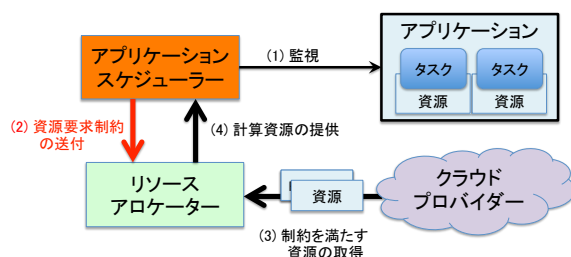 アプリケーション
スケジューラー
(1) 監視
アプリケーション
タスク
タスク
資源
資源
(2) 資源要求制約
の送付
(4) 計算資源の提供
リソース
アロケーター
資源
クラウド
プロバイダー
(3) 制約を満たす
資源の取得